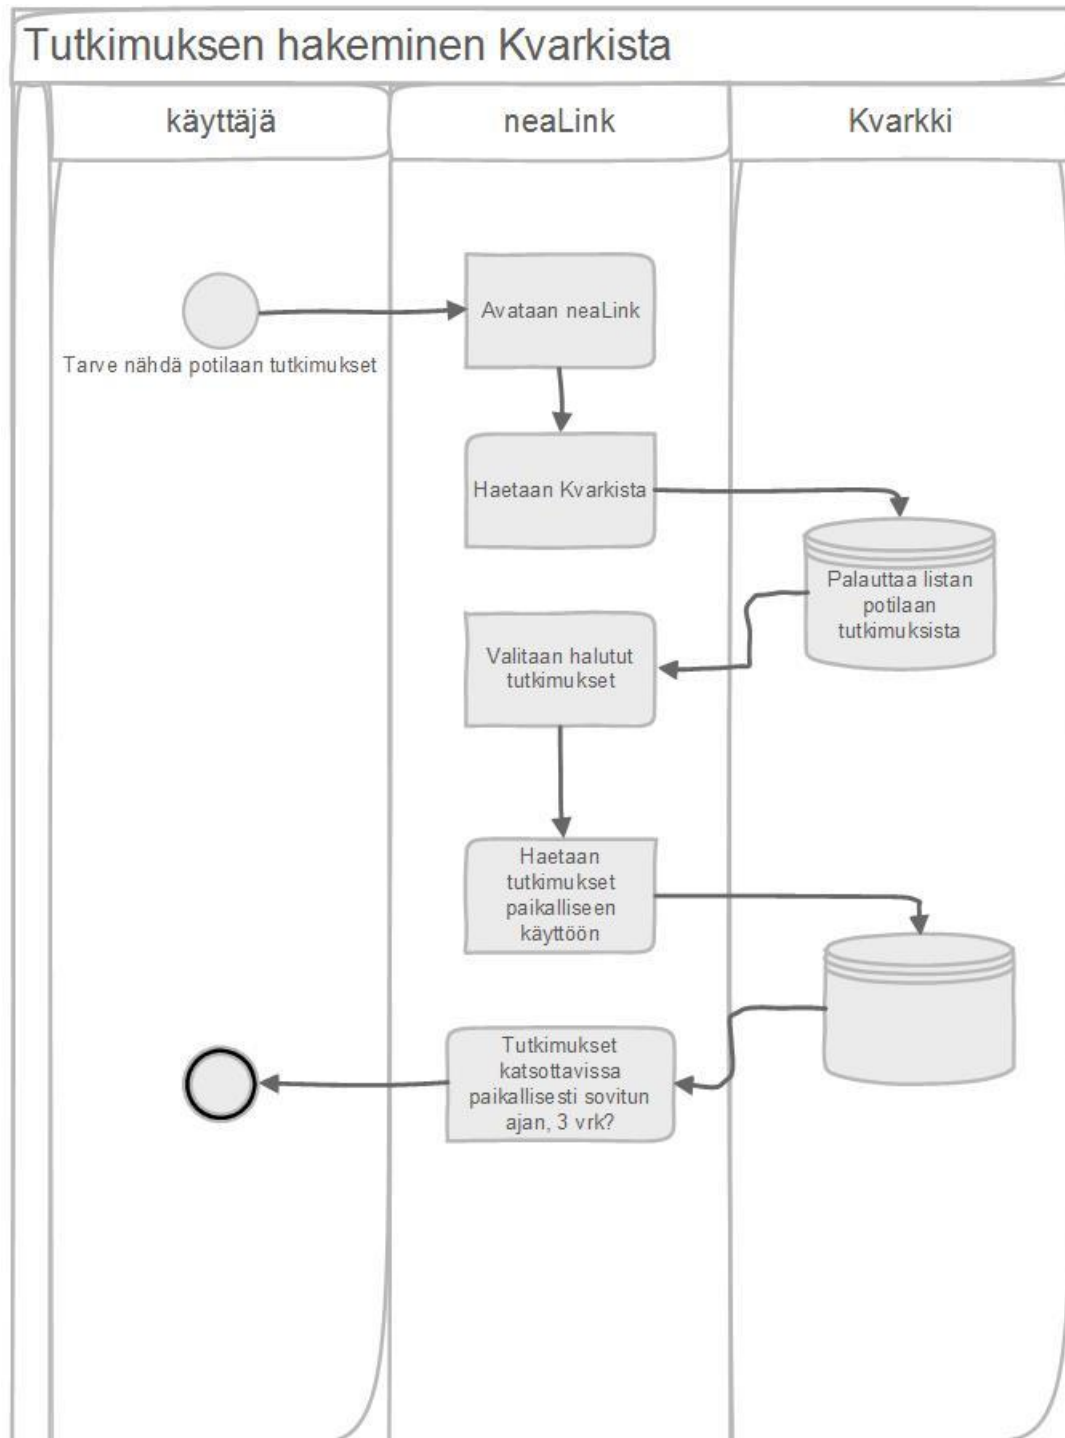 Tutkimuksen hakeminen Kvarkista
käyttäjä
neaLink
Kvarkki
Avataan neaLink
Tarve nähdä potilaan tutkimukset
Haetaan Kvarkista
Palauttaa listan
potilaan
tutkimuksista
Valitaan halutut
tutkimukset
Haetaan
tutkimukset
paikalliseen
käyttöön
Tutkimukset
katsottavissa
paikallisesti sovitun
ajan, 3 vrk?